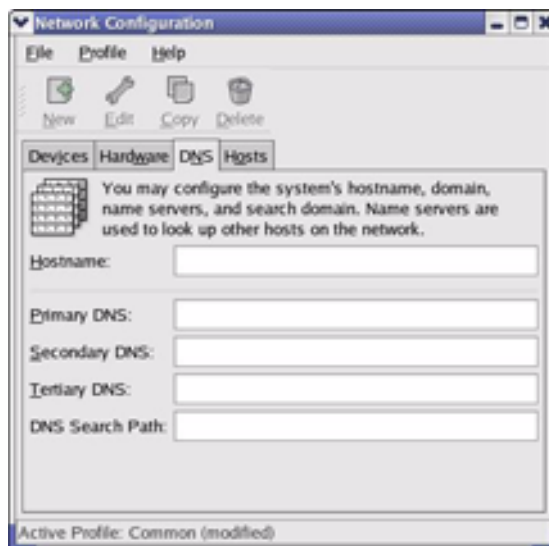 Network Configuration
File Profile Help
New Edit Copy Delete
Devices Hardware DNS Hosts
You may configure the system's hostname, domain,
name servers, and search domain. Name servers are
used to look up other hosts on the network.
Hostname:
Primary DNS:
Secondary DNS:
Tertiary DNS:
DNS Search Path:
Active Profile: Common (modified)